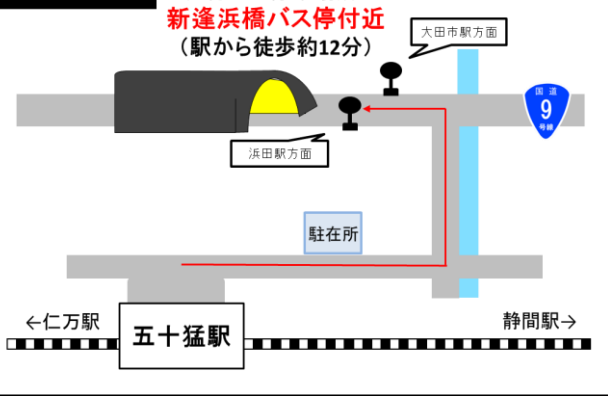 新逢浜橋バス停付近
（駅から徒歩約12分）
大田市駅方面
国道
9
号線
浜田駅方面
駐在所
←仁万駅
五十猛駅
静間駅→